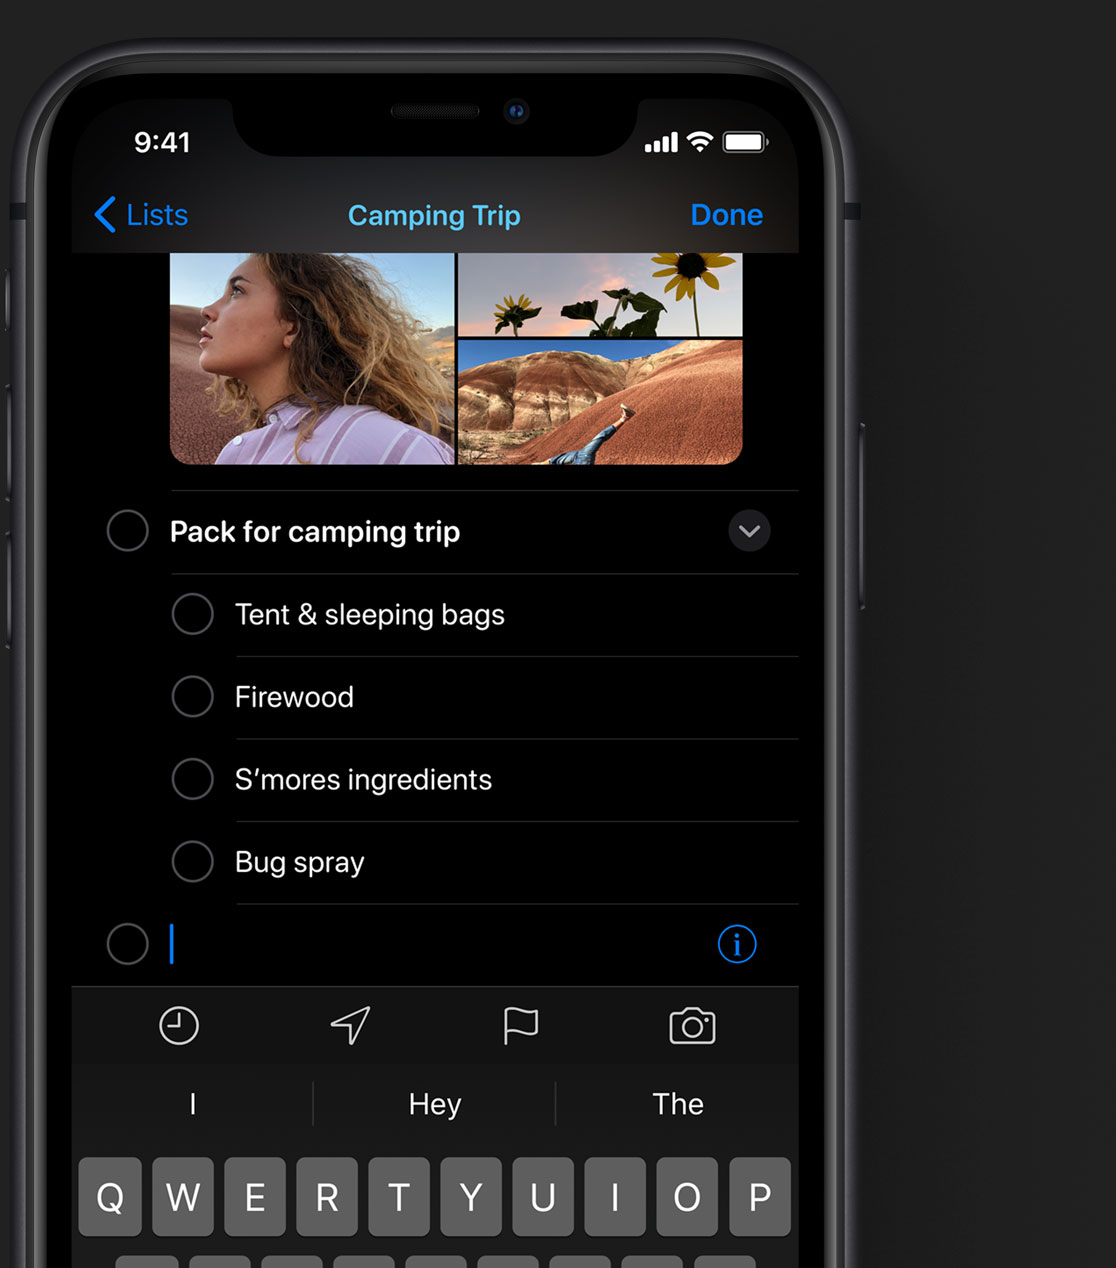 9:41
Lists Camping Trip Done
Pack for camping trip
Tent & sleeping bags
Firewood
S’mores ingredients
Bug spray
I Hey The
Q W E R T Y U I O P